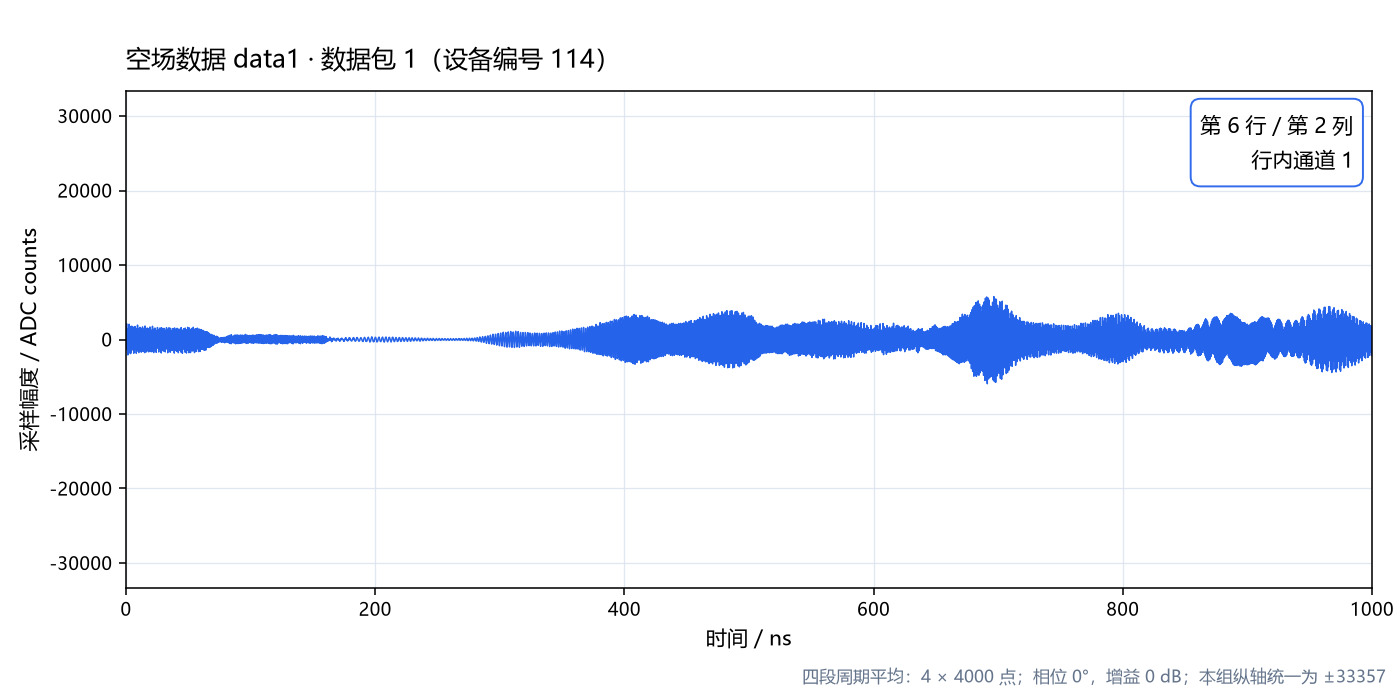 空场数据 data1 · 数据包 1（设备编号 114）
第 6 行 / 第 2 列
行内通道 1
30000
20000
10000
0
-10000
-20000
-30000
采样幅度 / ADC counts
0
200
400
600
800
1000
时间 / ns
四段周期平均：4 × 4000 点；相位 0°，增益 0 dB；本组纵轴统一为 ±33357